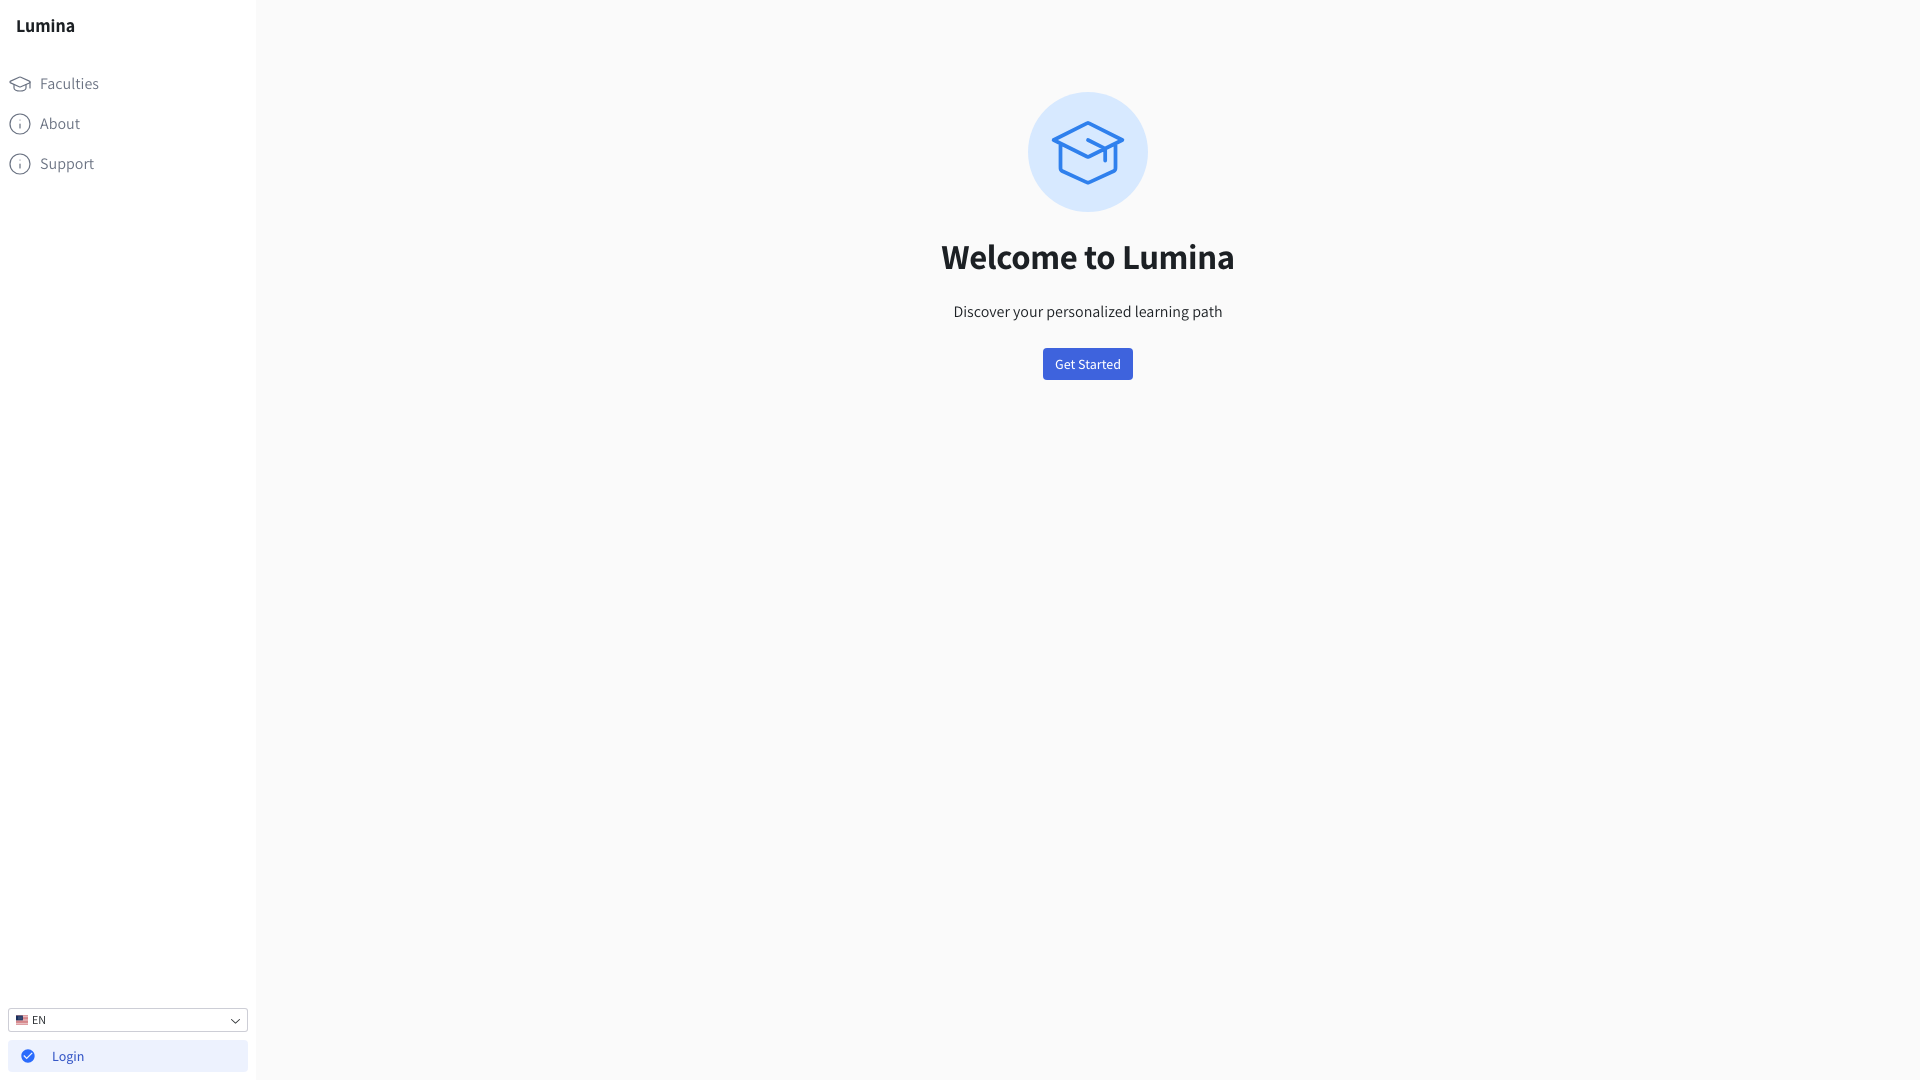 Lumina
Faculties
About
Support
Welcome to Lumina
Discover your personalized learning path
Get Started
EN
Login